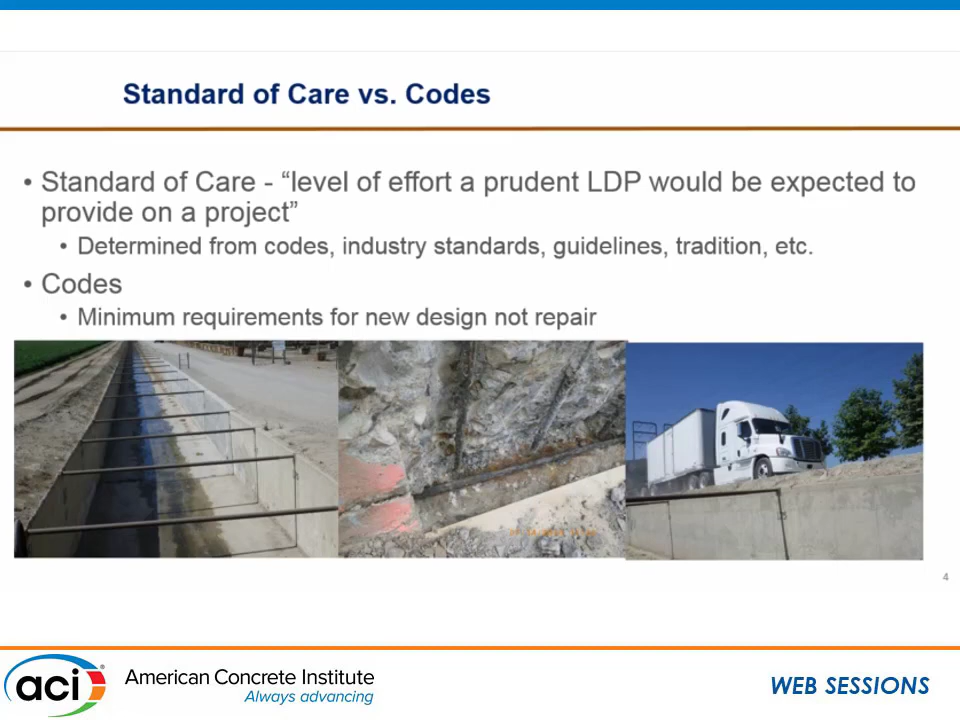 Standard of Care vs. Codes
• Standard of Care - “level of effort a prudent LDP would be expected to
provide on a project”
• Determined from codes, industry standards, guidelines, tradition, etc.
• Codes
• Minimum requirements for new design not repair
4
aci®
American Concrete Institute
Always advancing
WEB SESSIONS